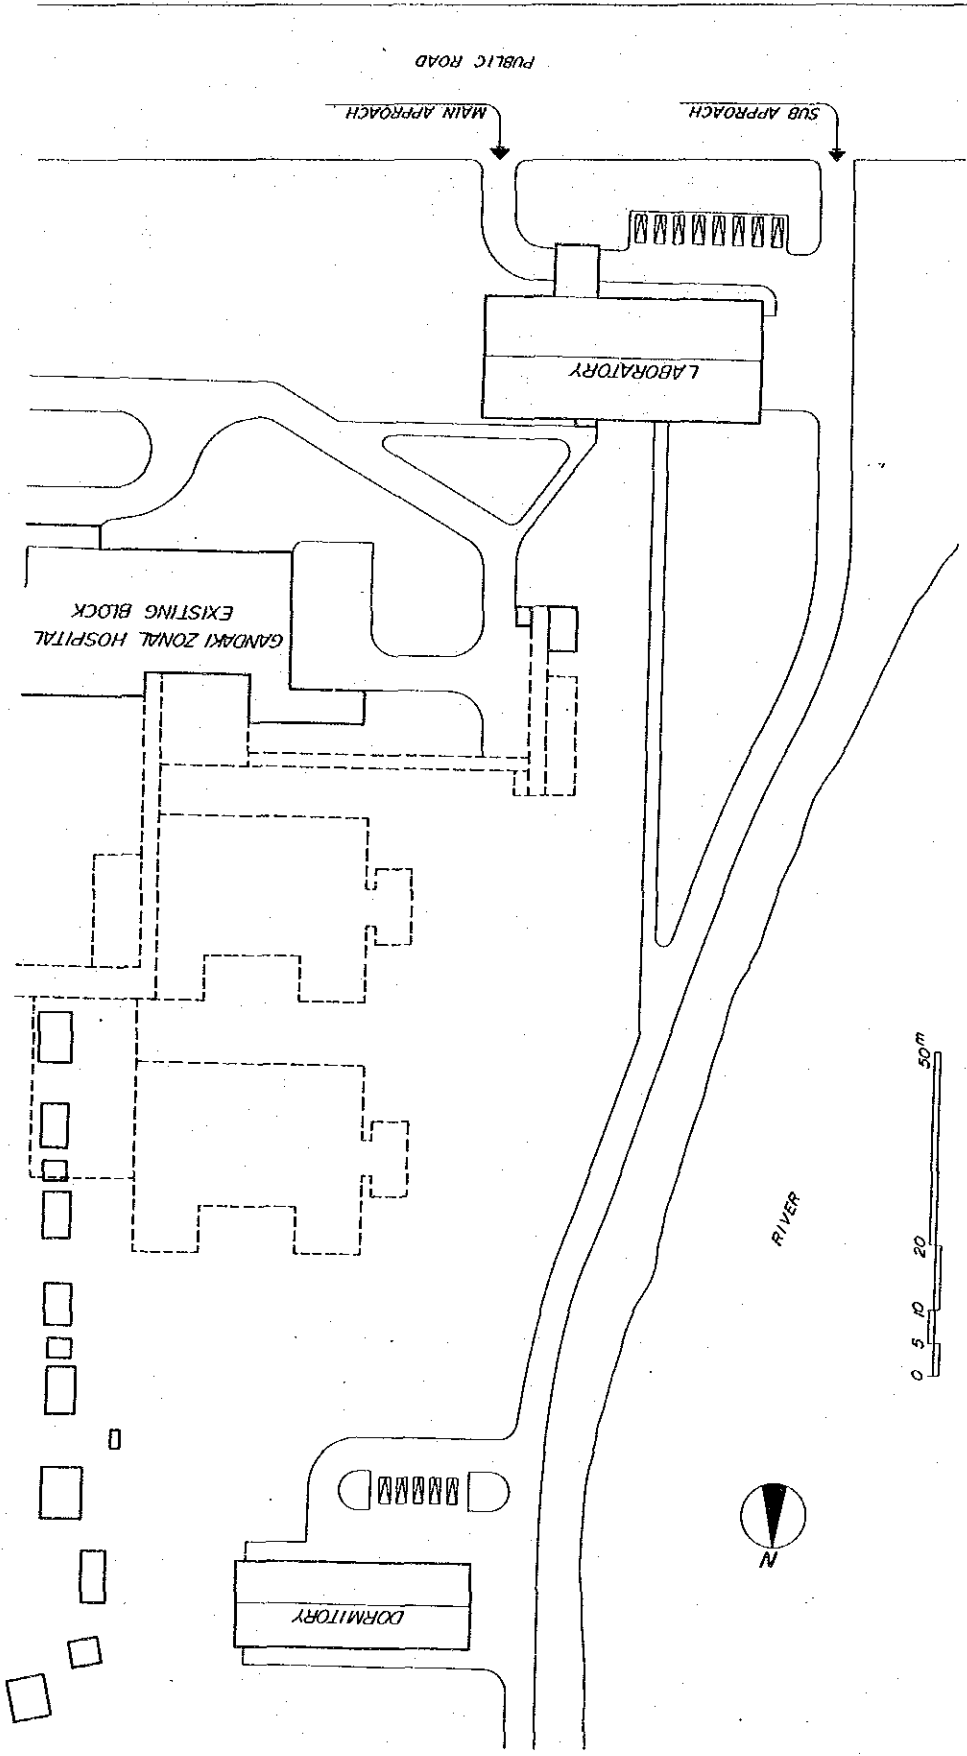 PUBLIC ROAD
MAIN APPROACH
SUB APPROACH
LABORATORY
GANDAKI ZONAL HOSPITAL
EXISTING BLOCK
RIVER
0 5 10 20 50m
N
DORMITORY